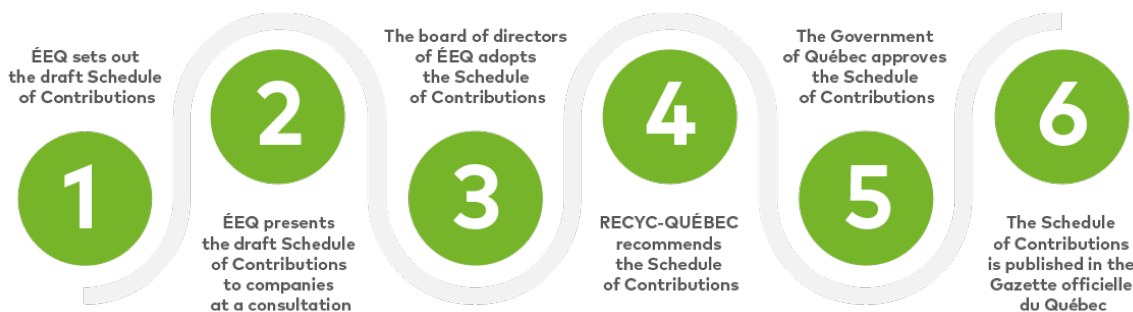 ÉEQ sets out
the draft Schedule
of Contributions
1
2
ÉEQ presents
the draft Schedule
of Contributions
to companies
at a consultation
The board of directors
of ÉEQ adopts
the Schedule
of Contributions
3
4
RECYC-QUÉBEC
recommends
the Schedule
of Contributions
The Government
of Québec approves
the Schedule
of Contributions
5
6
The Schedule
of Contributions
is published in the
Gazette officielle
du Québec